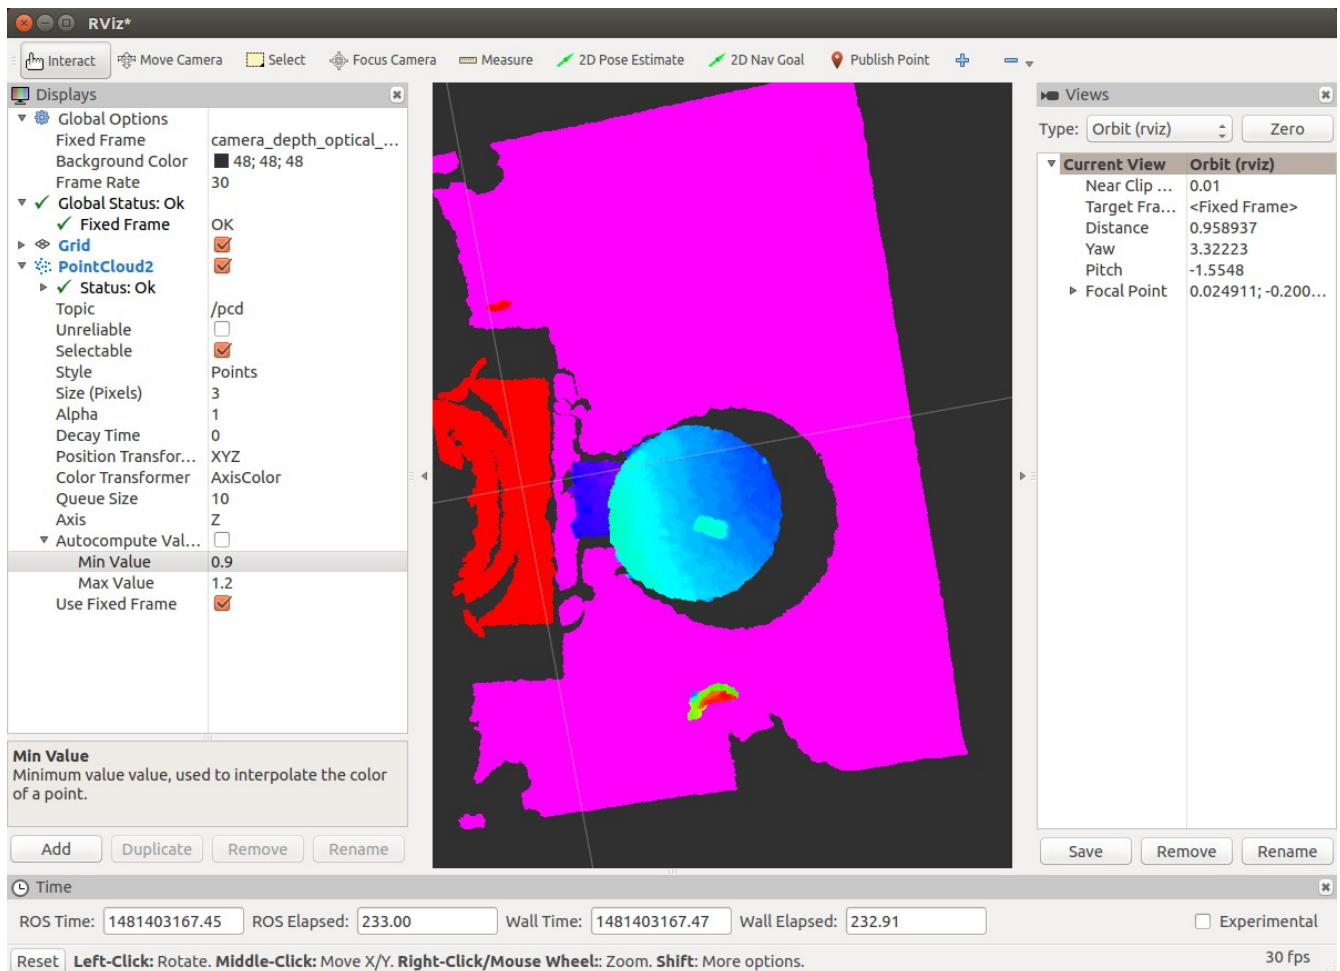 RViz*
Interact Move Camera Select Focus Camera Measure 2D Pose Estimate 2D Nav Goal Publish Point
Displays
Global Options
Fixed Frame camera_depth_optical_...
Background Color 48; 48; 48
Frame Rate 30
Global Status: Ok
Fixed Frame OK
Grid
PointCloud2
Status: Ok
Topic /pcd
Unreliable
Selectable
Style Points
Size (Pixels) 3
Alpha 1
Decay Time 0
Position Transfor... XYZ
Color Transformer AxisColor
Queue Size 10
Axis Z
Autocompute Val...
Min Value 0.9
Max Value 1.2
Use Fixed Frame
Min Value
Minimum value value, used to interpolate the color
of a point.
Add Duplicate Remove Rename
Views
Type: Orbit (rviz) Zero
Current View Orbit (rviz)
Near Clip ... 0.01
Target Fra... <Fixed Frame>
Distance 0.958937
Yaw 3.32223
Pitch -1.5548
Focal Point 0.024911; -0.200...
Save Remove Rename
Time
ROS Time: 1481403167.45 ROS Elapsed: 233.00 Wall Time: 1481403167.47 Wall Elapsed: 232.91 Experimental
Reset Left-Click: Rotate. Middle-Click: Move X/Y. Right-Click/Mouse Wheel:: Zoom. Shift: More options. 30 fps